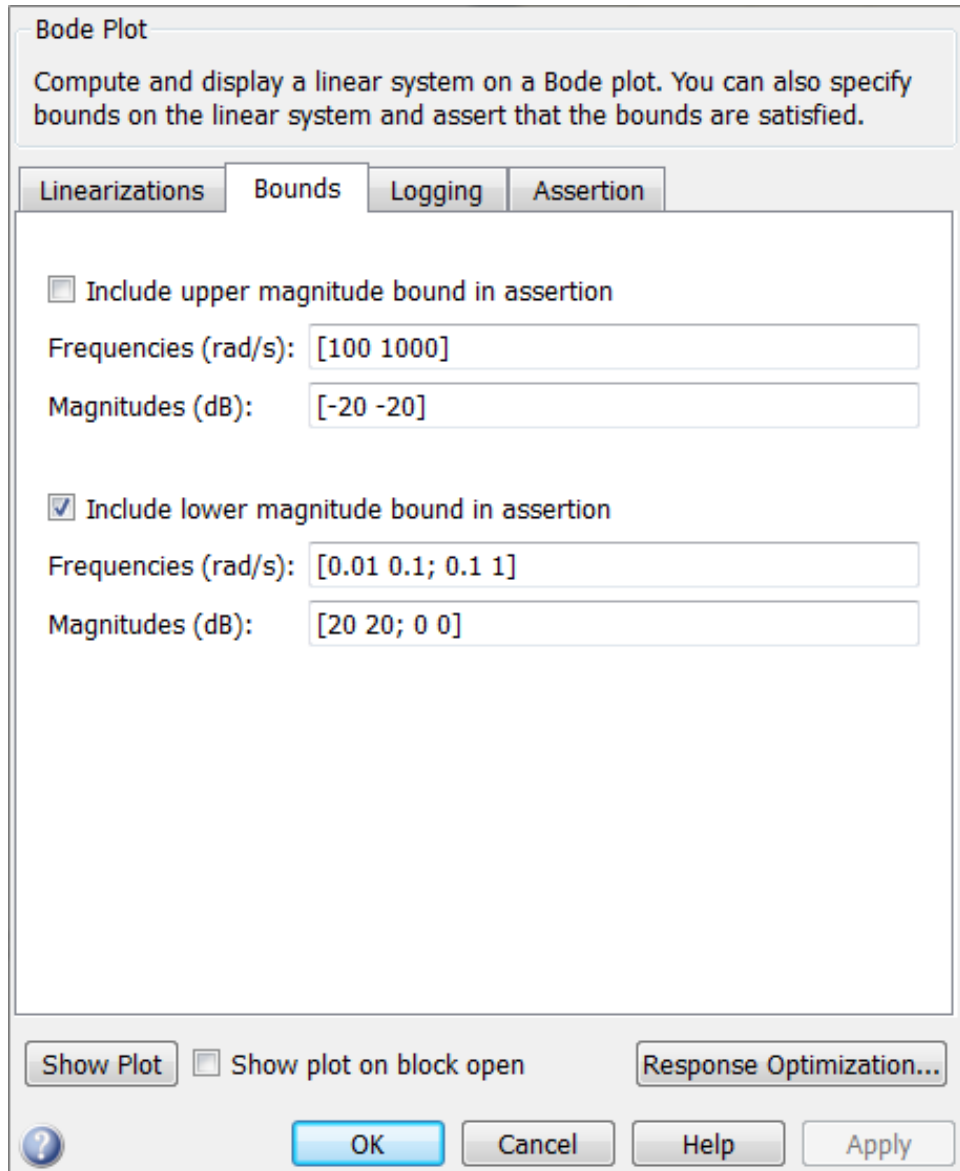 Bode Plot
Compute and display a linear system on a Bode plot. You can also specify
bounds on the linear system and assert that the bounds are satisfied.
Linearizations Bounds Logging Assertion
Include upper magnitude bound in assertion
Frequencies (rad/s): [100 1000]
Magnitudes (dB): [-20 -20]
Include lower magnitude bound in assertion
Frequencies (rad/s): [0.01 0.1; 0.1 1]
Magnitudes (dB): [20 20; 0 0]
Show Plot Show plot on block open Response Optimization...
? OK Cancel Help Apply